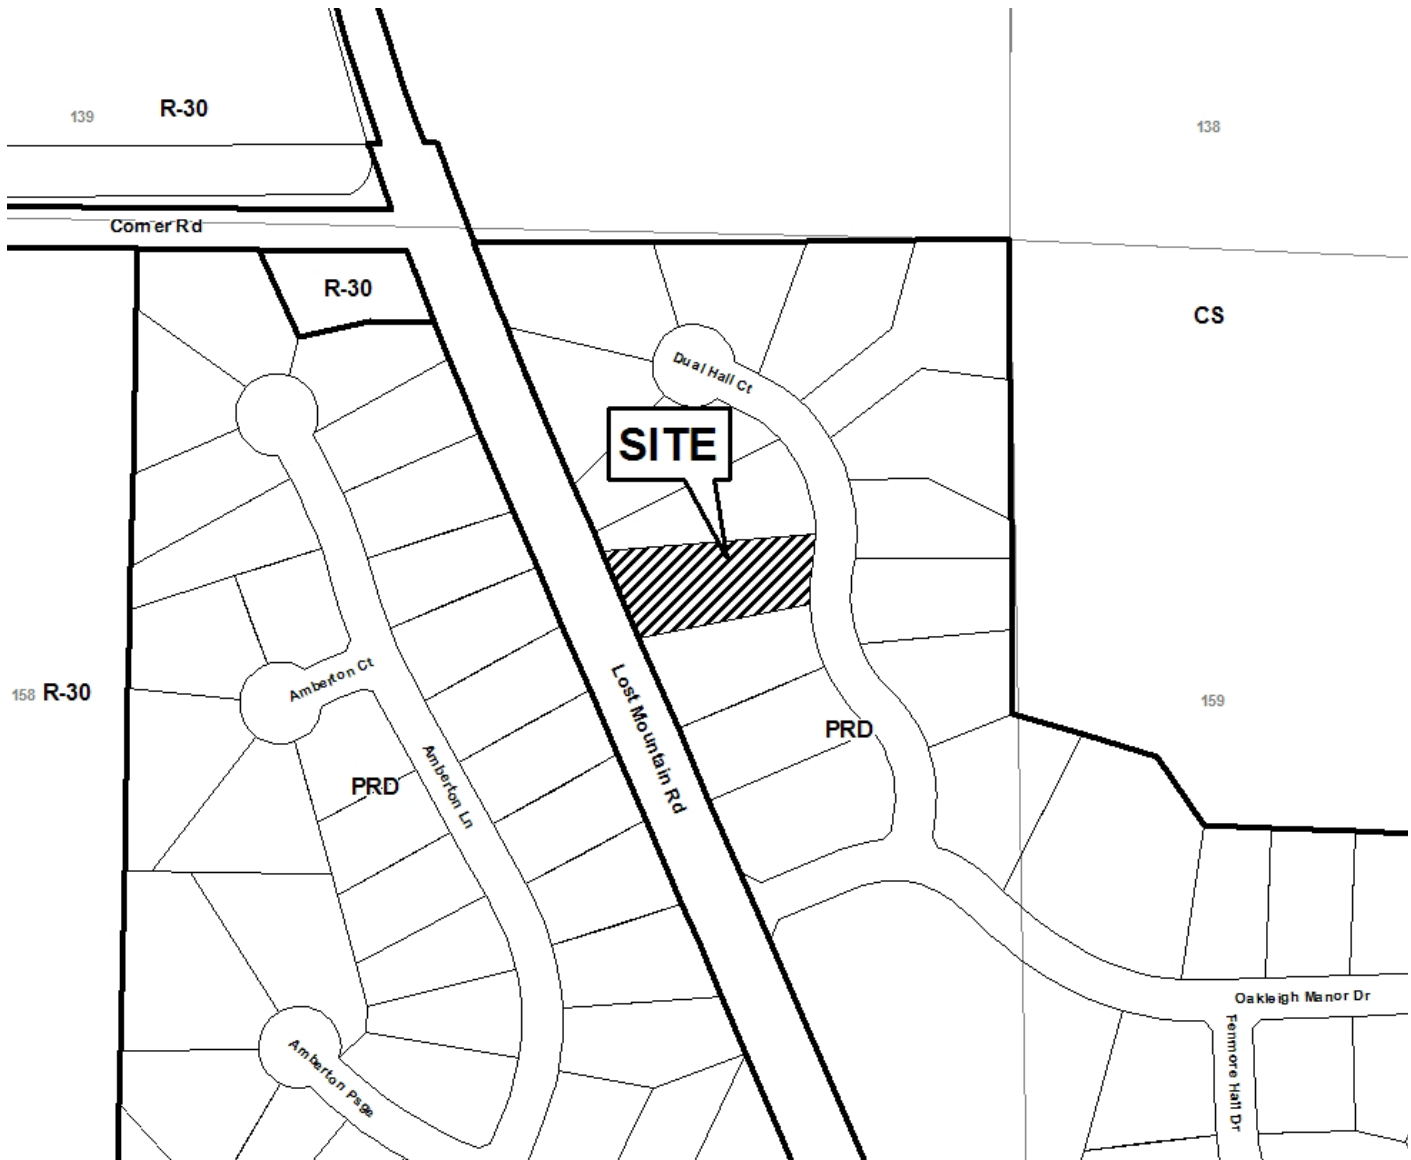 139
R-30
138
Corner Rd
R-30
CS
Dual Hall Ct
SITE
Amberton Ct
158
R-30
Lost Mountain Rd
159
PRD
PRD
Amberton Ln
Oakleigh Manor Dr
Fenmore Hall Dr
Amberton Psge